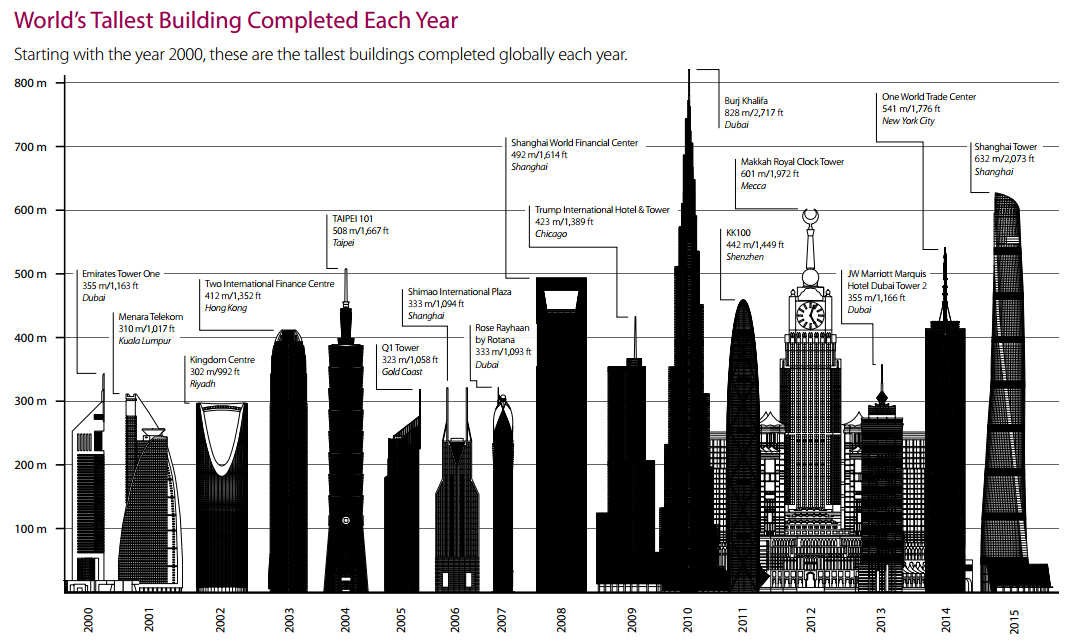 World's Tallest Building Completed Each Year
Starting with the year 2000, these are the tallest buildings completed globally each year.
800 m
700 m
600 m
500 m
400 m
300 m
200 m
100 m
Emirates Tower One
355 m/1,163 ft
Dubai
Menara Telekom
310 m/1,017 ft
Kuala Lumpur
Kingdom Centre
302 m/992 ft
Riyadh
Two International Finance Centre
412 m/1,352 ft
Hong Kong
TAIPEI 101
508 m/1,667 ft
Taipei
Q1 Tower
323 m/1,058 ft
Gold Coast
Shimao International Plaza
333 m/1,094 ft
Shanghai
Rose Rayhaan
by Rotana
333 m/1,093 ft
Dubai
Shanghai World Financial Center
492 m/1,614 ft
Shanghai
Trump International Hotel & Tower
423 m/1,389 ft
Chicago
Burj Khalifa
828 m/2,717 ft
Dubai
KK100
442 m/1,449 ft
Shenzhen
Makkah Royal Clock Tower
601 m/1,972 ft
Mecca
JW Marriott Marquis
Hotel Dubai Tower 2
355 m/1,166 ft
Dubai
One World Trade Center
541 m/1,776 ft
New York City
Shanghai Tower
632 m/2,073 ft
Shanghai
2000
2001
2002
2003
2004
2005
2006
2007
2008
2009
2010
2011
2012
2013
2014
2015